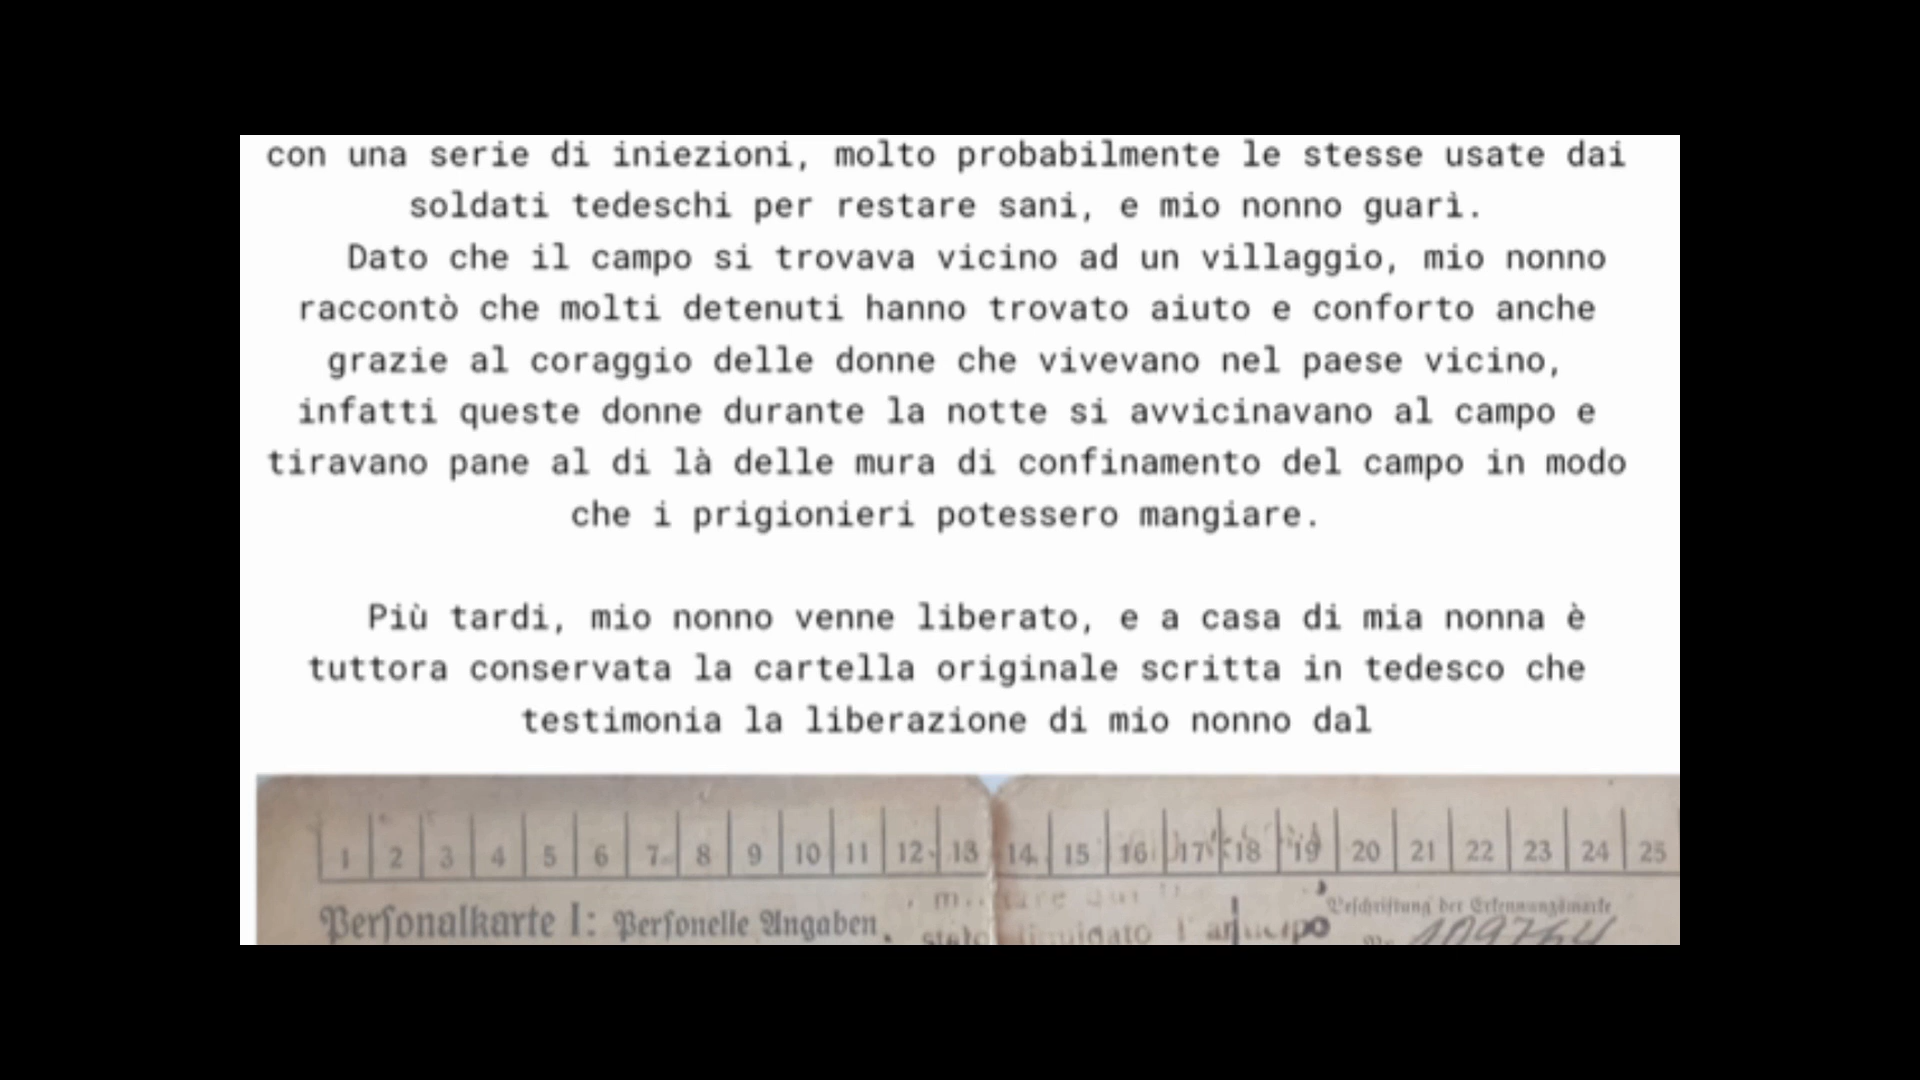 con una serie di iniezioni, molto probabilmente le stesse usate dai
soldati tedeschi per restare sani, e mio nonno guarì.
Dato che il campo si trovava vicino ad un villaggio, mio nonno
raccontò che molti detenuti hanno trovato aiuto e conforto anche
grazie al coraggio delle donne che vivevano nel paese vicino,
infatti queste donne durante la notte si avvicinavano al campo e
tiravano pane al di là delle mura di confinamento del campo in modo
che i prigionieri potessero mangiare.
Più tardi, mio nonno venne liberato, e a casa di mia nonna è
tuttora conservata la cartella originale scritta in tedesco che
testimonia la liberazione di mio nonno dal
1 2 3 4 5 6 7 8 9 10 11 12 13 14 15 16 17 18 19 20 21 22 23 24 25
Beschriftung der Erkennungsmarke
Personalkarte I: Personelle Angaben
stato liquidato l'anticipo